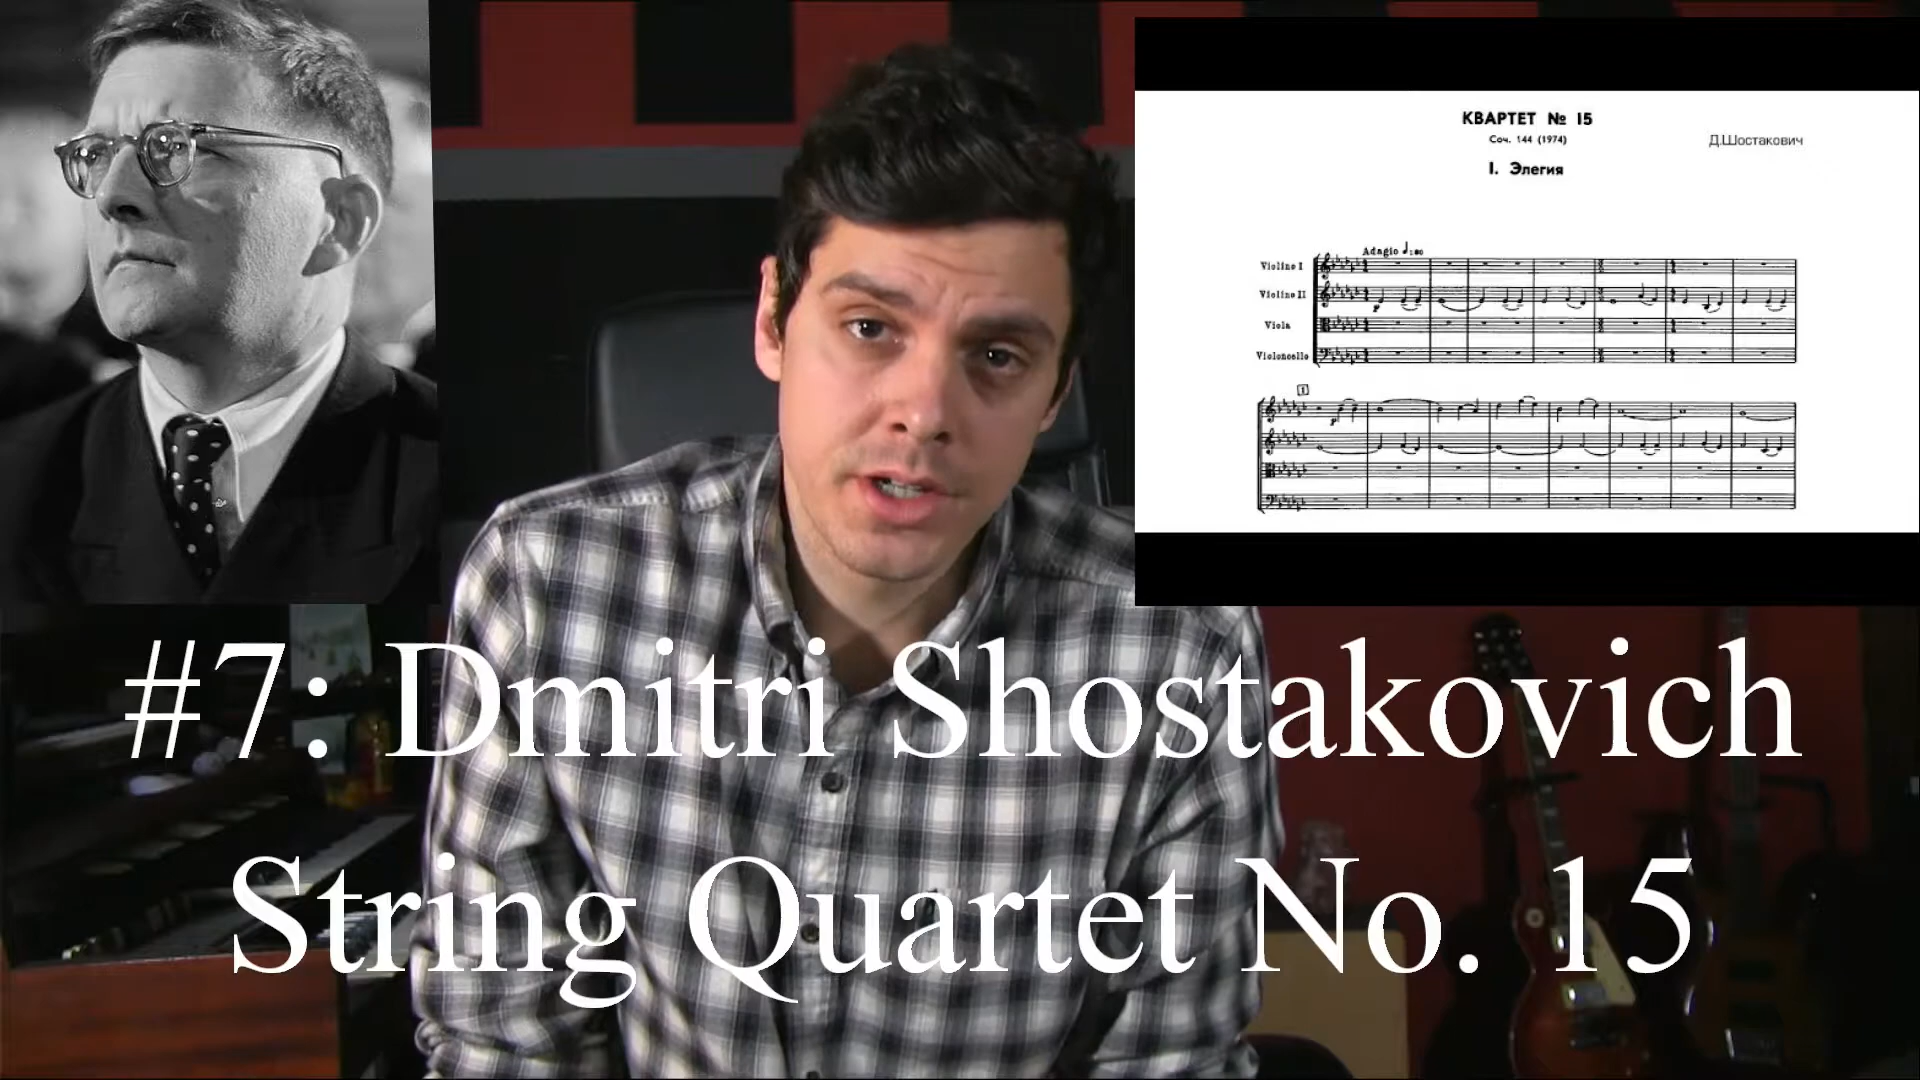 КВАРТЕТ № 15
Соч. 144 (1974)
Д.Шостакович
I. Элегия
Adagio
Violino I
Violino II
p
Viola
Violoncello
1
p
#7: Dmitri Shostakovich
String Quartet No. 15